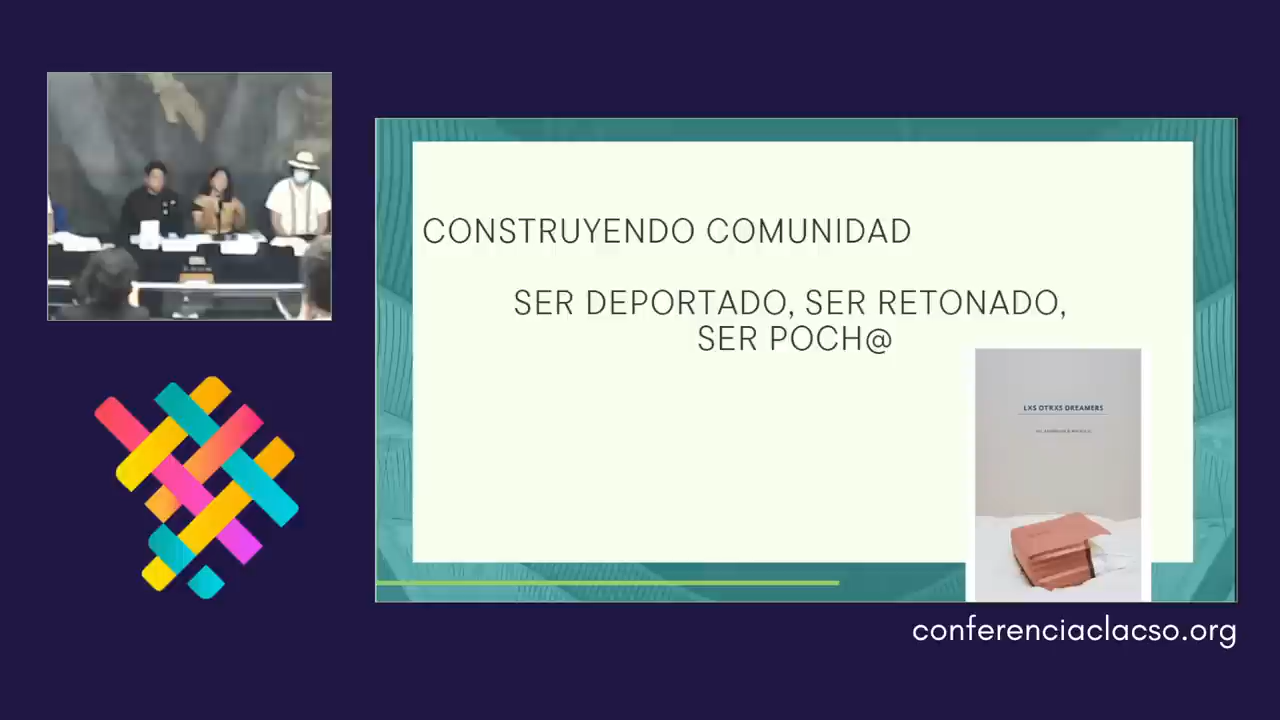 CONSTRUYENDO COMUNIDAD
SER DEPORTADO, SER RETONADO,
SER POCH@
LXS OTRXS DREAMERS
conferenciaclacso.org